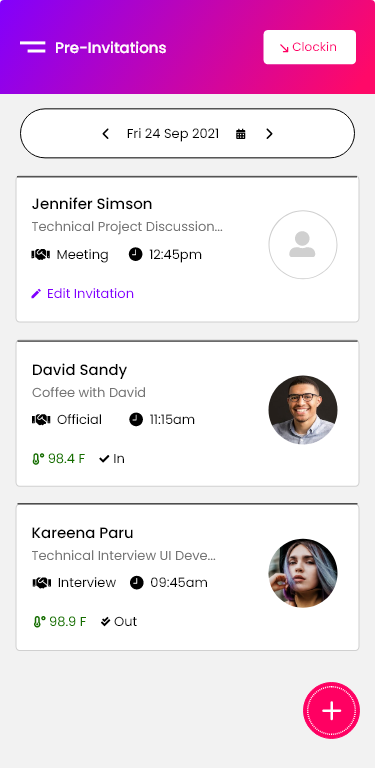 Pre-Invitations
Clockin
Fri 24 Sep 2021
Jennifer Simson
Technical Project Discussion...
Meeting 12:45pm
Edit Invitation
David Sandy
Coffee with David
Official 11:15am
98.4 F In
Kareena Paru
Technical Interview UI Deve...
Interview 09:45am
98.9 F Out